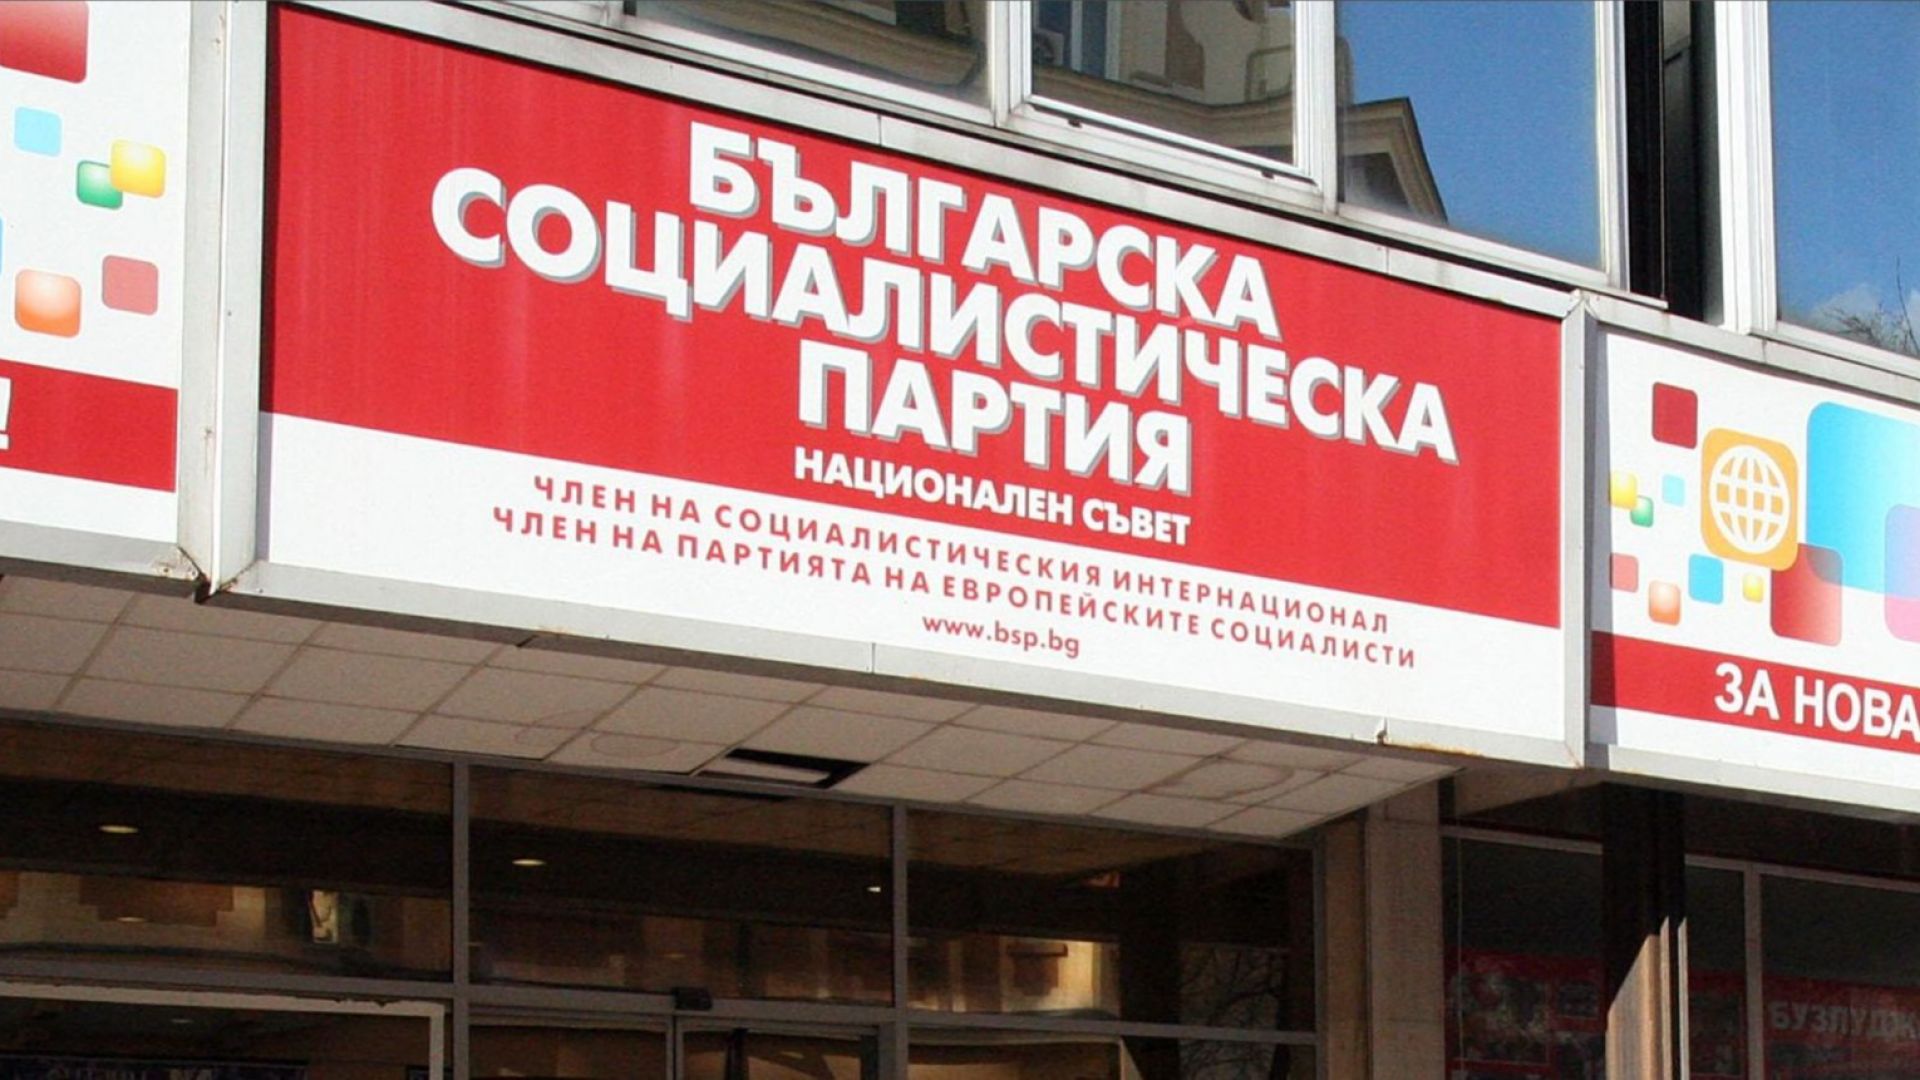 БЪЛГАРСКА
СОЦИАЛИСТИЧЕСКА
ПАРТИЯ
НАЦИОНАЛЕН СЪВЕТ
ЧЛЕН НА СОЦИАЛИСТИЧЕСКИЯ ИНТЕРНАЦИОНАЛ
ЧЛЕН НА ПАРТИЯТА НА ЕВРОПЕЙСКИТЕ СОЦИАЛИСТИ
www.bsp.bg
!
ЗА НОВА
БУЗЛУДЖ